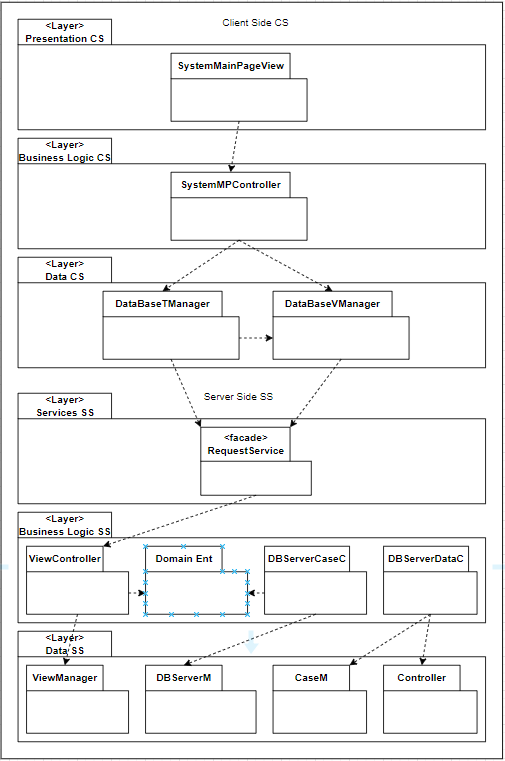 Client Side CS
<Layer>
Presentation CS
SystemMainPageView
<Layer>
Business Logic CS
SystemMPController
<Layer>
Data CS
DataBaseTManager
DataBaseVManager
Server Side SS
<Layer>
Services SS
<facade>
RequestService
<Layer>
Business Logic SS
ViewController
Domain Ent
DBServerCaseC
DBServerDataC
<Layer>
Data SS
ViewManager
DBServerM
CaseM
Controller